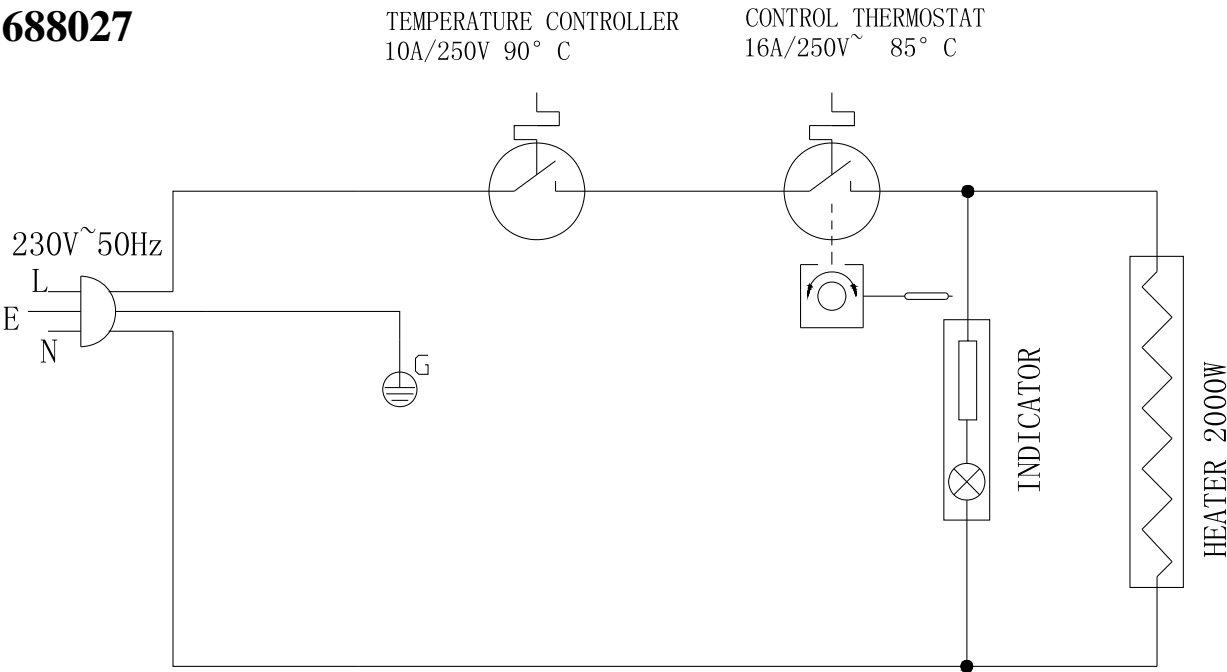 688027
TEMPERATURE CONTROLLER
10A/250V 90° C
CONTROL THERMOSTAT
16A/250V~ 85° C
230V~50Hz
L
E
N
G
INDICATOR
HEATER 2000W